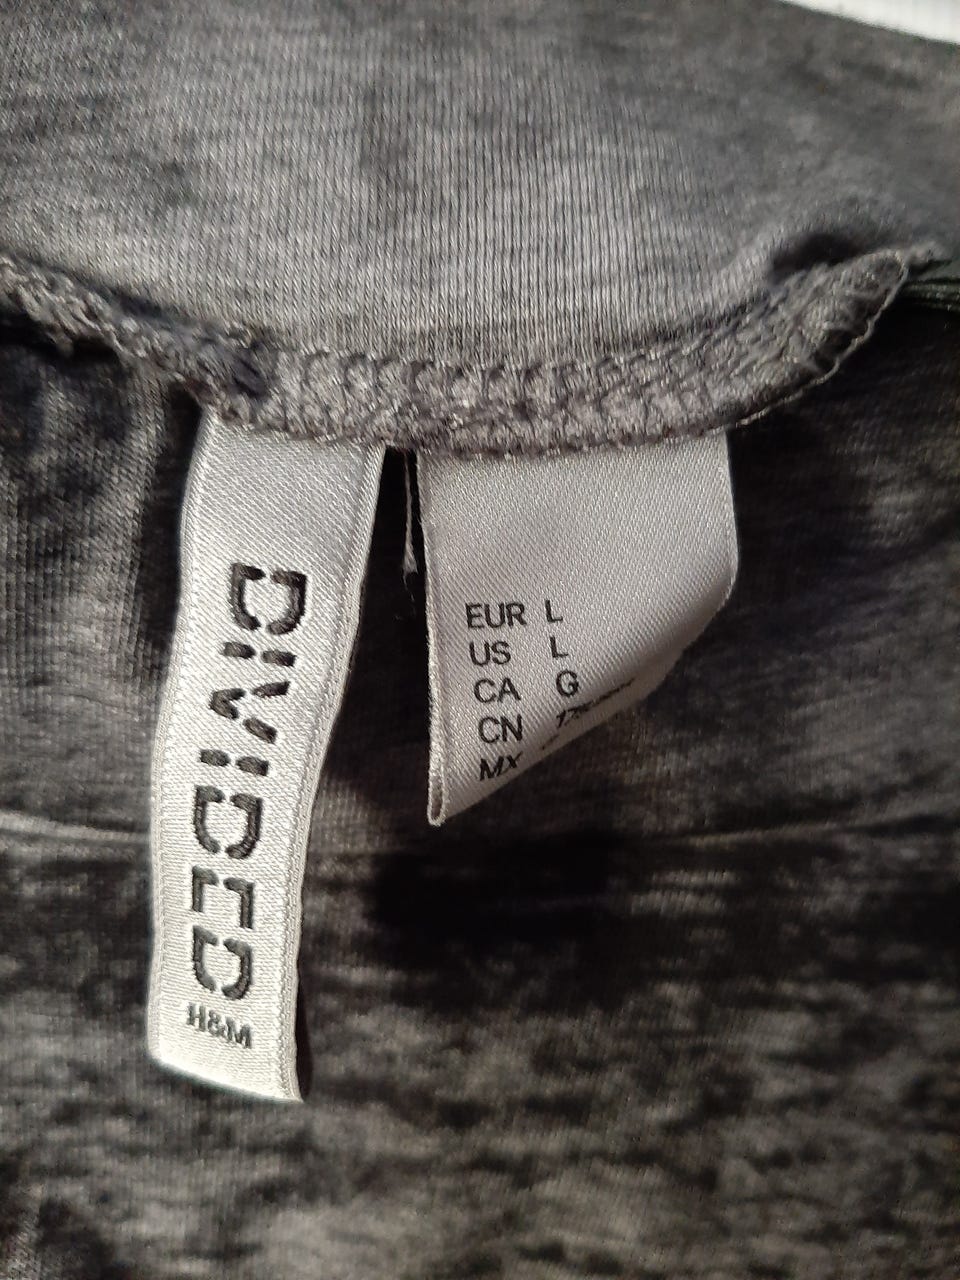 DIVIDED
H&M
EUR L
US L
CA G
CN
MX